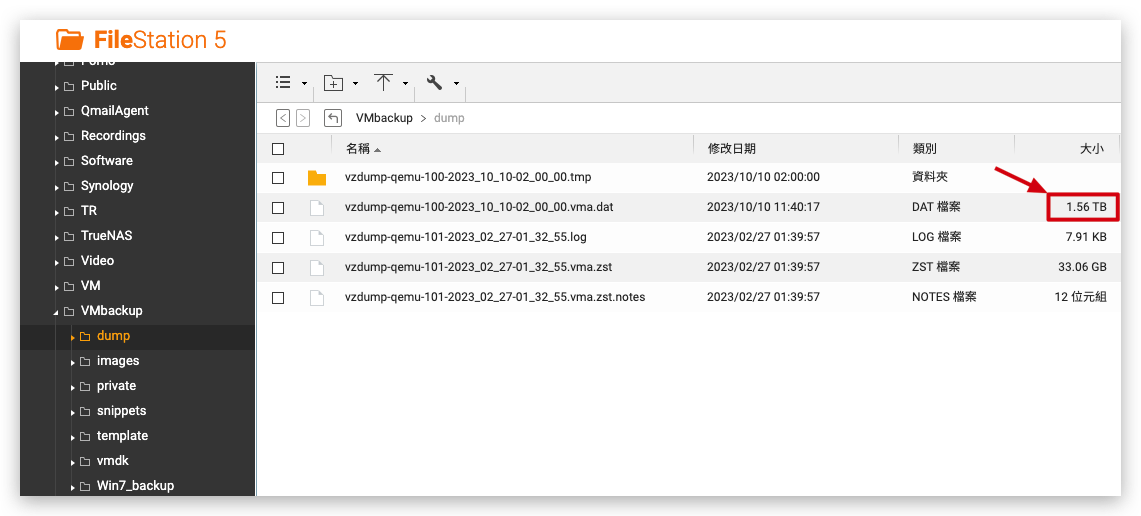 FileStation 5
Public
QmailAgent
Recordings
Software
Synology
TR
TrueNAS
Video
VM
VMbackup
dump
images
private
snippets
template
vmdk
Win7_backup
VMbackup > dump
名稱 修改日期 類別 大小
vzdump-qemu-100-2023_10_10-02_00_00.tmp 2023/10/10 02:00:00 資料夾
vzdump-qemu-100-2023_10_10-02_00_00.vma.dat 2023/10/10 11:40:17 DAT 檔案 1.56 TB
vzdump-qemu-101-2023_02_27-01_32_55.log 2023/02/27 01:39:57 LOG 檔案 7.91 KB
vzdump-qemu-101-2023_02_27-01_32_55.vma.zst 2023/02/27 01:39:57 ZST 檔案 33.06 GB
vzdump-qemu-101-2023_02_27-01_32_55.vma.zst.notes 2023/02/27 01:39:57 NOTES 檔案 12 位元組